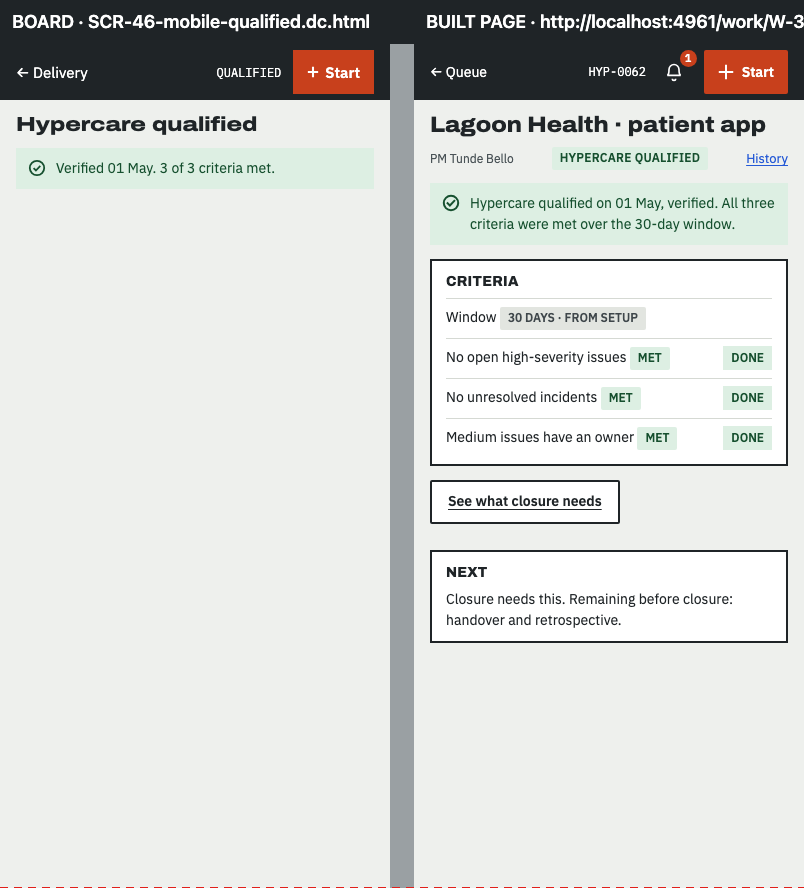 BOARD · SCR-46-mobile-qualified.dc.html
← Delivery
QUALIFIED
+ Start
Hypercare qualified
Verified 01 May. 3 of 3 criteria met.
BUILT PAGE · http://localhost:4961/work/W-3
← Queue
HYP-0062
1
+ Start
Lagoon Health · patient app
PM Tunde Bello
HYPERCARE QUALIFIED
History
Hypercare qualified on 01 May, verified. All three
criteria were met over the 30-day window.
CRITERIA
Window 30 DAYS · FROM SETUP
No open high-severity issues MET DONE
No unresolved incidents MET DONE
Medium issues have an owner MET DONE
See what closure needs
NEXT
Closure needs this. Remaining before closure:
handover and retrospective.